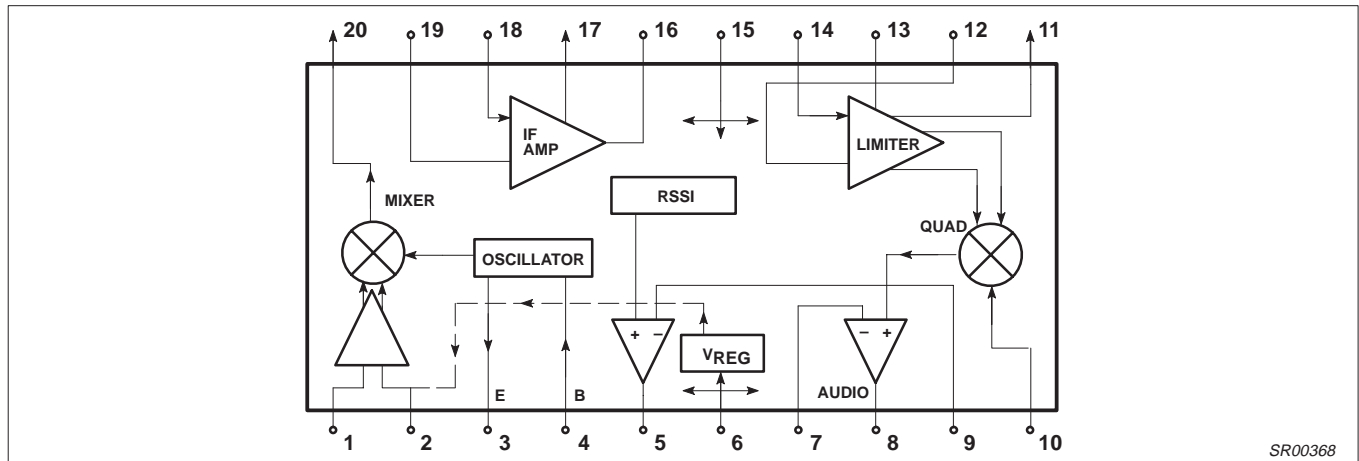 20 19 18 17 16 15 14 13 12 11
IF
AMP
LIMITER
RSSI
MIXER
QUAD
OSCILLATOR
+ –
VREG
– +
E B
AUDIO
1 2 3 4 5 6 7 8 9 10
SR00368